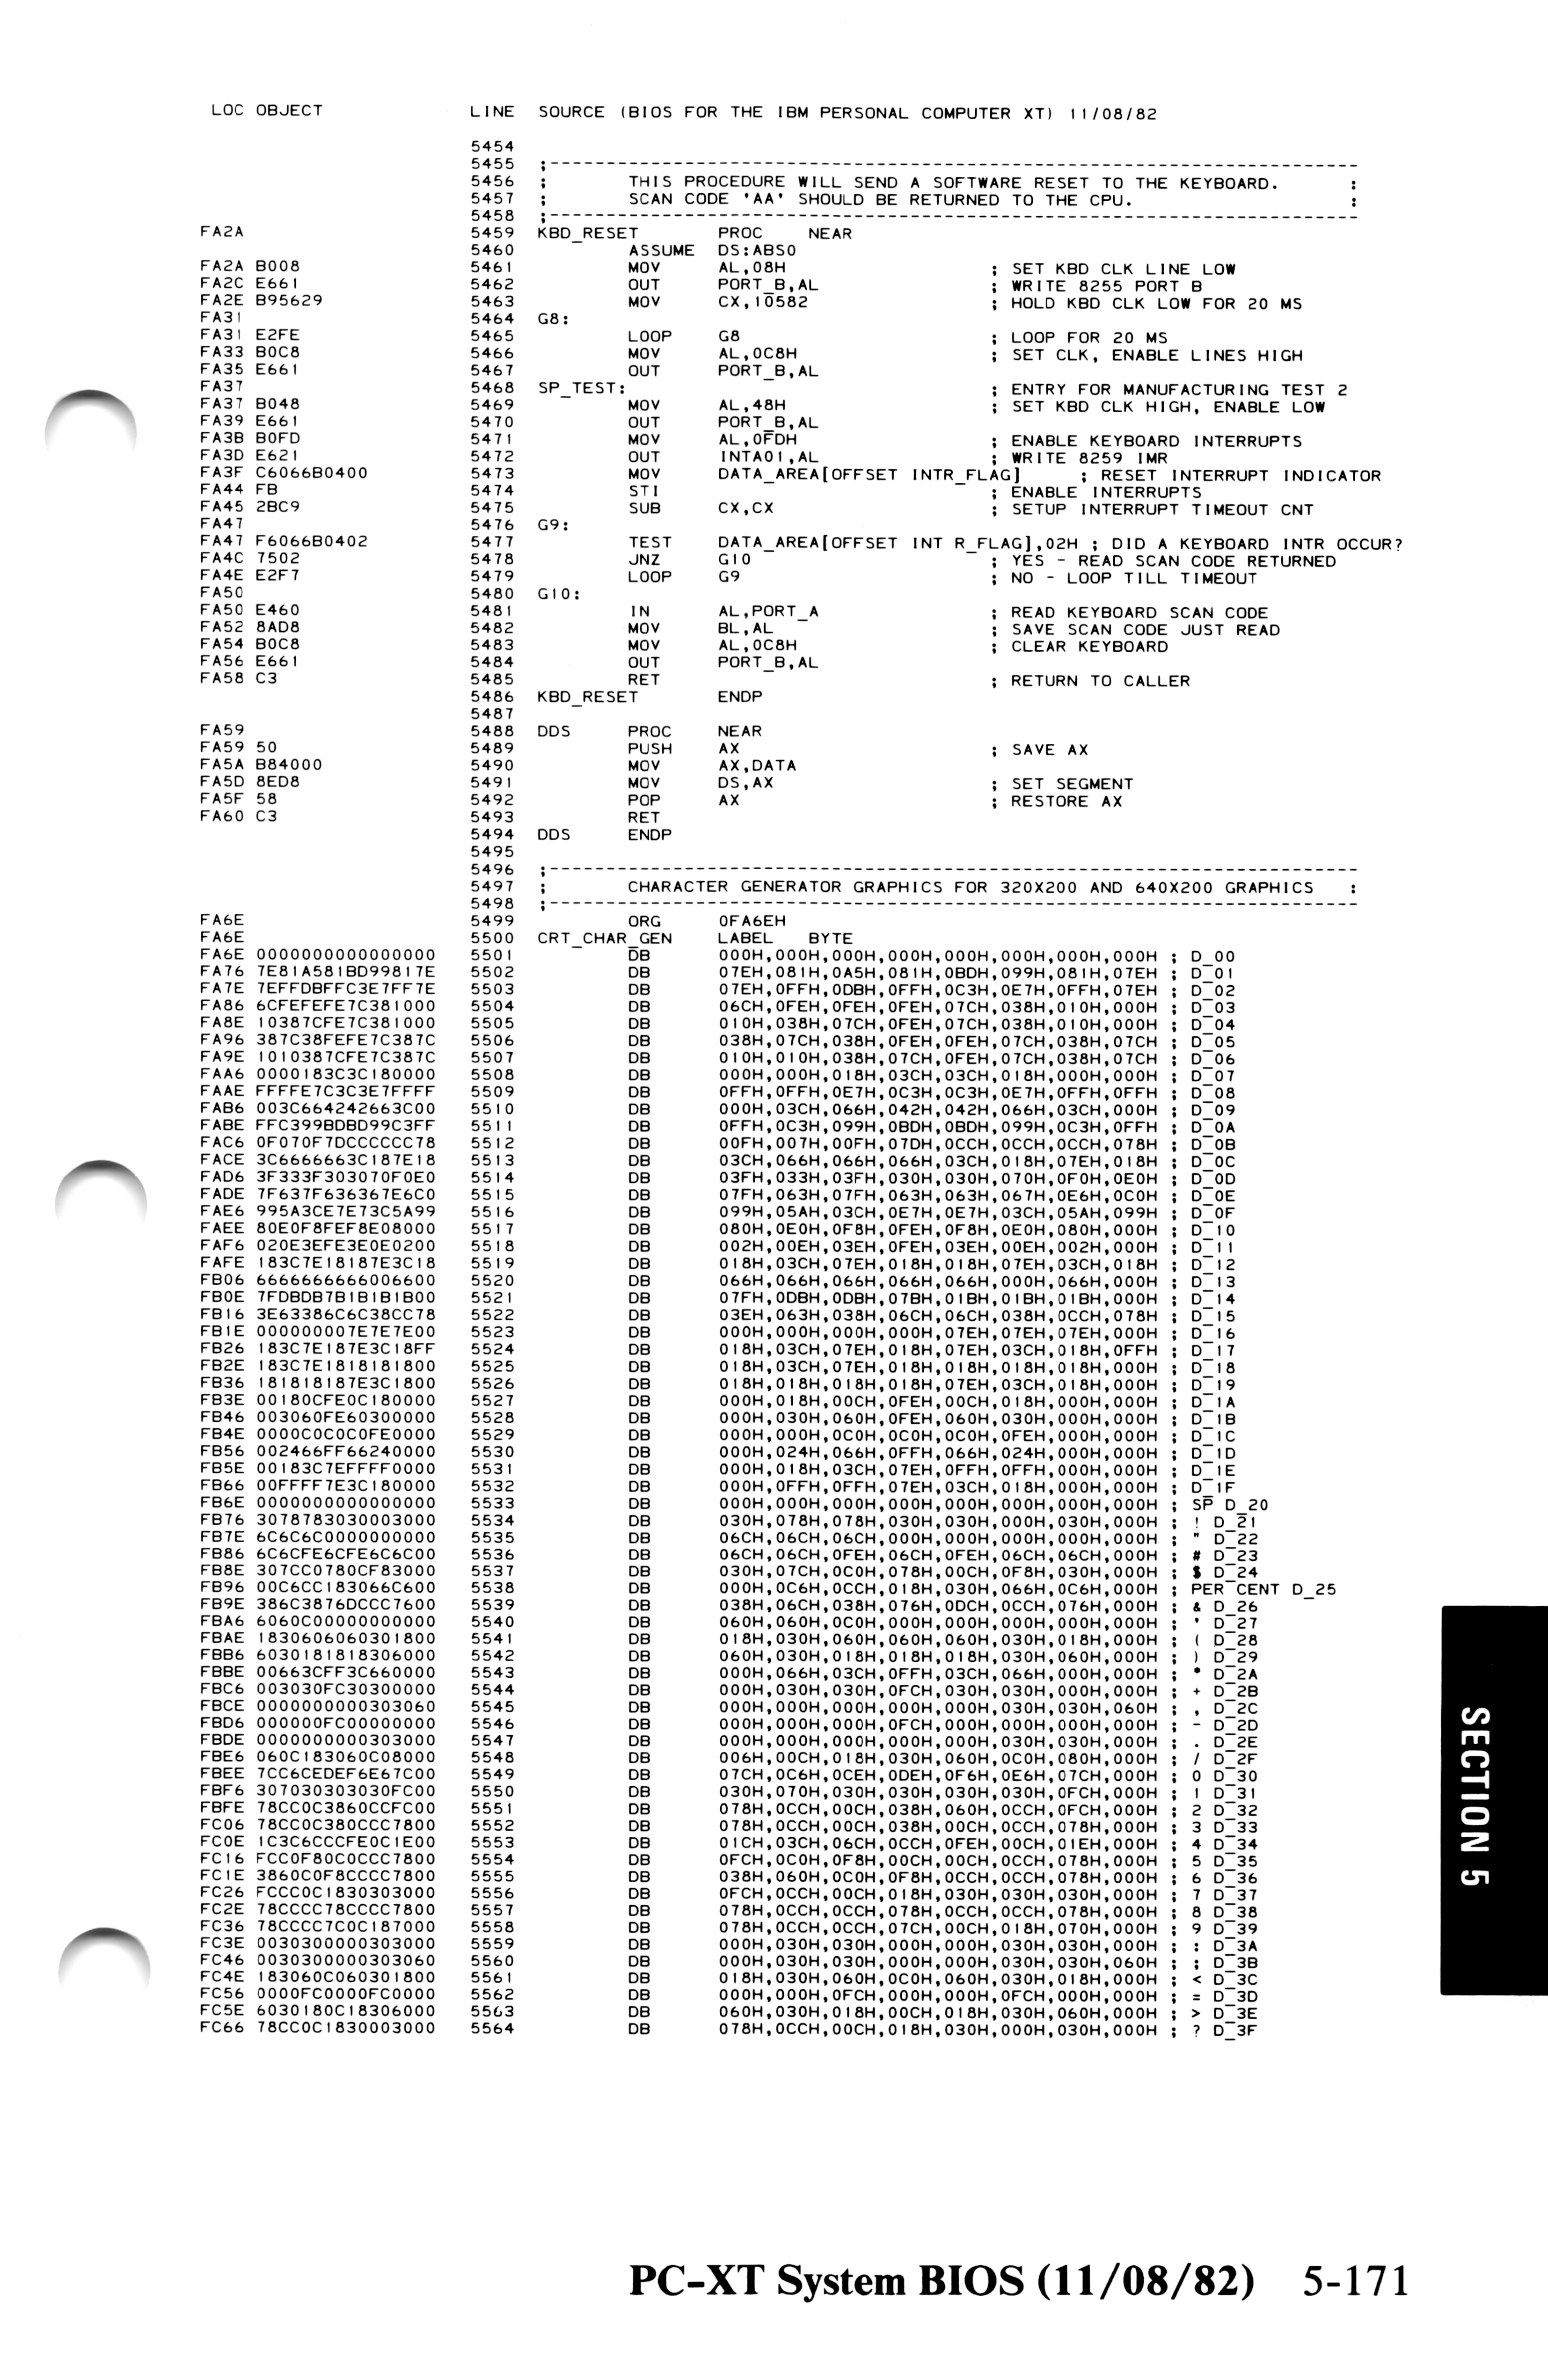 LOC OBJECT LINE SOURCE (BIOS FOR THE IBM PERSONAL COMPUTER XT) 11/08/82
5454
5455 ;------------------------------------------------------------------------
5456 ; THIS PROCEDURE WILL SEND A SOFTWARE RESET TO THE KEYBOARD. :
5457 ; SCAN CODE 'AA' SHOULD BE RETURNED TO THE CPU. :
5458 ;------------------------------------------------------------------------
FA2A 5459 KBD_RESET PROC NEAR
5460 ASSUME DS:ABS0
FA2A B008 5461 MOV AL,08H ; SET KBD CLK LINE LOW
FA2C E661 5462 OUT PORT_B,AL ; WRITE 8255 PORT B
FA2E B95629 5463 MOV CX,10582 ; HOLD KBD CLK LOW FOR 20 MS
FA31 5464 G8:
FA31 E2FE 5465 LOOP G8 ; LOOP FOR 20 MS
FA33 B0C8 5466 MOV AL,0C8H ; SET CLK, ENABLE LINES HIGH
FA35 E661 5467 OUT PORT_B,AL
FA37 5468 SP_TEST: ; ENTRY FOR MANUFACTURING TEST 2
FA37 B048 5469 MOV AL,48H ; SET KBD CLK HIGH, ENABLE LOW
FA39 E661 5470 OUT PORT_B,AL
FA3B B0FD 5471 MOV AL,0FDH ; ENABLE KEYBOARD INTERRUPTS
FA3D E621 5472 OUT INTA01,AL ; WRITE 8259 IMR
FA3F C6066B0400 5473 MOV DATA_AREA[OFFSET INTR_FLAG] ; RESET INTERRUPT INDICATOR
FA44 FB 5474 STI ; ENABLE INTERRUPTS
FA45 2BC9 5475 SUB CX,CX ; SETUP INTERRUPT TIMEOUT CNT
FA47 5476 G9:
FA47 F6066B0402 5477 TEST DATA_AREA[OFFSET INT R_FLAG],02H ; DID A KEYBOARD INTR OCCUR?
FA4C 7502 5478 JNZ G10 ; YES - READ SCAN CODE RETURNED
FA4E E2F7 5479 LOOP G9 ; NO - LOOP TILL TIMEOUT
FA50 5480 G10:
FA50 E460 5481 IN AL,PORT_A ; READ KEYBOARD SCAN CODE
FA52 8AD8 5482 MOV BL,AL ; SAVE SCAN CODE JUST READ
FA54 B0C8 5483 MOV AL,0C8H ; CLEAR KEYBOARD
FA56 E661 5484 OUT PORT_B,AL
FA58 C3 5485 RET ; RETURN TO CALLER
5486 KBD_RESET ENDP
5487
FA59 5488 DDS PROC NEAR
FA59 50 5489 PUSH AX ; SAVE AX
FA5A B84000 5490 MOV AX,DATA
FA5D 8ED8 5491 MOV DS,AX ; SET SEGMENT
FA5F 58 5492 POP AX ; RESTORE AX
FA60 C3 5493 RET
5494 DDS ENDP
5495
5496 ;------------------------------------------------------------------------
5497 ; CHARACTER GENERATOR GRAPHICS FOR 320X200 AND 640X200 GRAPHICS :
5498 ;------------------------------------------------------------------------
FA6E 5499 ORG 0FA6EH
FA6E 5500 CRT_CHAR_GEN LABEL BYTE
FA6E 0000000000000000 5501 DB 000H,000H,000H,000H,000H,000H,000H,000H ; D_00
FA76 7E81A581BD99817E 5502 DB 07EH,081H,0A5H,081H,0BDH,099H,081H,07EH ; D_01
FA7E 7EFFDBFFC3E7FF7E 5503 DB 07EH,0FFH,0DBH,0FFH,0C3H,0E7H,0FFH,07EH ; D_02
FA86 6CFEFEFE7C381000 5504 DB 06CH,0FEH,0FEH,0FEH,07CH,038H,010H,000H ; D_03
FA8E 10387CFE7C381000 5505 DB 010H,038H,07CH,0FEH,07CH,038H,010H,000H ; D_04
FA96 387C38FEFE7C387C 5506 DB 038H,07CH,038H,0FEH,0FEH,07CH,038H,07CH ; D_05
FA9E 1010387CFE7C387C 5507 DB 010H,010H,038H,07CH,0FEH,07CH,038H,07CH ; D_06
FAA6 0000183C3C180000 5508 DB 000H,000H,018H,03CH,03CH,018H,000H,000H ; D_07
FAAE FFFFE7C3C3E7FFFF 5509 DB 0FFH,0FFH,0E7H,0C3H,0C3H,0E7H,0FFH,0FFH ; D_08
FAB6 003C664242663C00 5510 DB 000H,03CH,066H,042H,042H,066H,03CH,000H ; D_09
FABE FFC399BDBD99C3FF 5511 DB 0FFH,0C3H,099H,0BDH,0BDH,099H,0C3H,0FFH ; D_0A
FAC6 0F070F7DCCCCCC78 5512 DB 00FH,007H,00FH,07DH,0CCH,0CCH,0CCH,078H ; D_0B
FACE 3C6666663C187E18 5513 DB 03CH,066H,066H,066H,03CH,018H,07EH,018H ; D_0C
FAD6 3F333F303070F0E0 5514 DB 03FH,033H,03FH,030H,030H,070H,0F0H,0E0H ; D_0D
FADE 7F637F636367E6C0 5515 DB 07FH,063H,07FH,063H,063H,067H,0E6H,0C0H ; D_0E
FAE6 995A3CE7E73C5A99 5516 DB 099H,05AH,03CH,0E7H,0E7H,03CH,05AH,099H ; D_0F
FAEE 80E0F8FEF8E08000 5517 DB 080H,0E0H,0F8H,0FEH,0F8H,0E0H,080H,000H ; D_10
FAF6 020E3EFE3E0E0200 5518 DB 002H,00EH,03EH,0FEH,03EH,00EH,002H,000H ; D_11
FAFE 183C7E18187E3C18 5519 DB 018H,03CH,07EH,018H,018H,07EH,03CH,018H ; D_12
FB06 6666666666006600 5520 DB 066H,066H,066H,066H,066H,000H,066H,000H ; D_13
FB0E 7FDBDB7B1B1B1B00 5521 DB 07FH,0DBH,0DBH,07BH,01BH,01BH,01BH,000H ; D_14
FB16 3E63386C6C38CC78 5522 DB 03EH,063H,038H,06CH,06CH,038H,0CCH,078H ; D_15
FB1E 000000007E7E7E00 5523 DB 000H,000H,000H,000H,07EH,07EH,07EH,000H ; D_16
FB26 183C7E187E3C18FF 5524 DB 018H,03CH,07EH,018H,07EH,03CH,018H,0FFH ; D_17
FB2E 183C7E1818181800 5525 DB 018H,03CH,07EH,018H,018H,018H,018H,000H ; D_18
FB36 181818187E3C1800 5526 DB 018H,018H,018H,018H,07EH,03CH,018H,000H ; D_19
FB3E 00180CFE0C180000 5527 DB 000H,018H,00CH,0FEH,00CH,018H,000H,000H ; D_1A
FB46 003060FE60300000 5528 DB 000H,030H,060H,0FEH,060H,030H,000H,000H ; D_1B
FB4E 0000C0C0C0FE0000 5529 DB 000H,000H,0C0H,0C0H,0C0H,0FEH,000H,000H ; D_1C
FB56 002466FF66240000 5530 DB 000H,024H,066H,0FFH,066H,024H,000H,000H ; D_1D
FB5E 00183C7EFFFF0000 5531 DB 000H,018H,03CH,07EH,0FFH,0FFH,000H,000H ; D_1E
FB66 00FFFF7E3C180000 5532 DB 000H,0FFH,0FFH,07EH,03CH,018H,000H,000H ; D_1F
FB6E 0000000000000000 5533 DB 000H,000H,000H,000H,000H,000H,000H,000H ; SP D_20
FB76 3078783030003000 5534 DB 030H,078H,078H,030H,030H,000H,030H,000H ; ! D_21
FB7E 6C6C6C0000000000 5535 DB 06CH,06CH,06CH,000H,000H,000H,000H,000H ; " D_22
FB86 6C6CFE6CFE6C6C00 5536 DB 06CH,06CH,0FEH,06CH,0FEH,06CH,06CH,000H ; # D_23
FB8E 307CC0780CF83000 5537 DB 030H,07CH,0C0H,078H,00CH,0F8H,030H,000H ; $ D_24
FB96 00C6CC183066C600 5538 DB 000H,0C6H,0CCH,018H,030H,066H,0C6H,000H ; PER CENT D_25
FB9E 386C3876DCCC7600 5539 DB 038H,06CH,038H,076H,0DCH,0CCH,076H,000H ; & D_26
FBA6 6060C00000000000 5540 DB 060H,060H,0C0H,000H,000H,000H,000H,000H ; ' D_27
FBAE 1830606060301800 5541 DB 018H,030H,060H,060H,060H,030H,018H,000H ; ( D_28
FBB6 6030181818306000 5542 DB 060H,030H,018H,018H,018H,030H,060H,000H ; ) D_29
FBBE 00663CFF3C660000 5543 DB 000H,066H,03CH,0FFH,03CH,066H,000H,000H ; * D_2A
FBC6 003030FC30300000 5544 DB 000H,030H,030H,0FCH,030H,030H,000H,000H ; + D_2B
FBCE 0000000000303060 5545 DB 000H,000H,000H,000H,000H,030H,030H,060H ; , D_2C
FBD6 000000FC00000000 5546 DB 000H,000H,000H,0FCH,000H,000H,000H,000H ; - D_2D
FBDE 0000000000303000 5547 DB 000H,000H,000H,000H,000H,030H,030H,000H ; . D_2E
FBE6 060C183060C08000 5548 DB 006H,00CH,018H,030H,060H,0C0H,080H,000H ; / D_2F
FBEE 7CC6CEDEF6E67C00 5549 DB 07CH,0C6H,0CEH,0DEH,0F6H,0E6H,07CH,000H ; 0 D_30
FBF6 307030303030FC00 5550 DB 030H,070H,030H,030H,030H,030H,0FCH,000H ; 1 D_31
FBFE 78CC0C3860CCFC00 5551 DB 078H,0CCH,00CH,038H,060H,0CCH,0FCH,000H ; 2 D_32
FC06 78CC0C380CCC7800 5552 DB 078H,0CCH,00CH,038H,00CH,0CCH,078H,000H ; 3 D_33
FC0E 1C3C6CCCFE0C1E00 5553 DB 01CH,03CH,06CH,0CCH,0FEH,00CH,01EH,000H ; 4 D_34
FC16 FCC0F80C0CCC7800 5554 DB 0FCH,0C0H,0F8H,00CH,00CH,0CCH,078H,000H ; 5 D_35
FC1E 3860C0F8CCCC7800 5555 DB 038H,060H,0C0H,0F8H,0CCH,0CCH,078H,000H ; 6 D_36
FC26 FCCC0C1830303000 5556 DB 0FCH,0CCH,00CH,018H,030H,030H,030H,000H ; 7 D_37
FC2E 78CCCC78CCCC7800 5557 DB 078H,0CCH,0CCH,078H,0CCH,0CCH,078H,000H ; 8 D_38
FC36 78CCCC7C0C187000 5558 DB 078H,0CCH,0CCH,07CH,00CH,018H,070H,000H ; 9 D_39
FC3E 0030300000303000 5559 DB 000H,030H,030H,000H,000H,030H,030H,000H ; : D_3A
FC46 0030300000303060 5560 DB 000H,030H,030H,000H,000H,030H,030H,060H ; ; D_3B
FC4E 183060C060301800 5561 DB 018H,030H,060H,0C0H,060H,030H,018H,000H ; < D_3C
FC56 0000FC0000FC0000 5562 DB 000H,000H,0FCH,000H,000H,0FCH,000H,000H ; = D_3D
FC5E 6030180C18306000 5563 DB 060H,030H,018H,00CH,018H,030H,060H,000H ; > D_3E
FC66 78CC0C1830003000 5564 DB 078H,0CCH,00CH,018H,030H,000H,030H,000H ; ? D_3F
SECTION 5
PC-XT System BIOS (11/08/82) 5-171